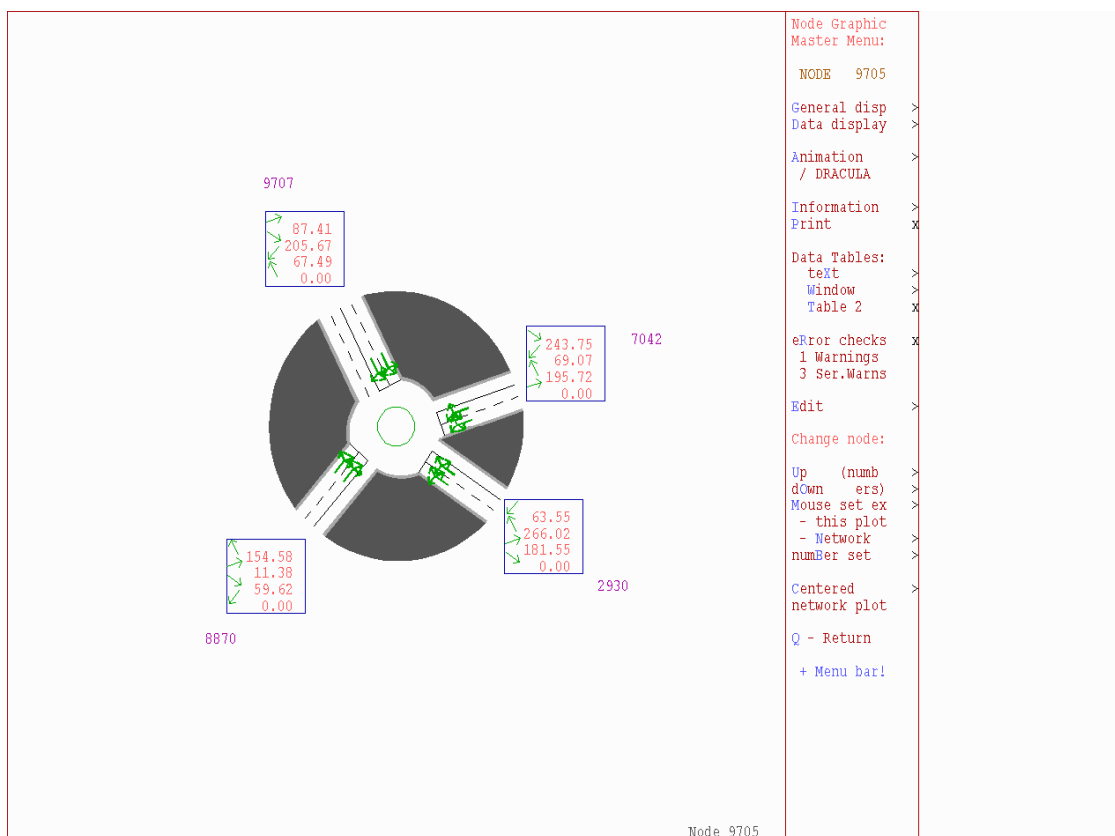 9707
87.41
205.67
67.49
0.00
243.75
69.07
195.72
0.00
7042
63.55
266.02
181.55
0.00
2930
154.58
11.38
59.62
0.00
8870
Node 9705
Node Graphic
Master Menu:
NODE 9705
General disp >
Data display >
Animation >
/ DRACULA
Information >
Print x
Data Tables:
teXt >
Window >
Table 2 x
eRror checks x
1 Warnings
3 Ser.Warns
Edit >
Change node:
Up (numb >
dOwn ers) >
Mouse set ex >
- this plot
- Network >
numBer set >
Centered >
network plot
Q - Return
+ Menu bar!